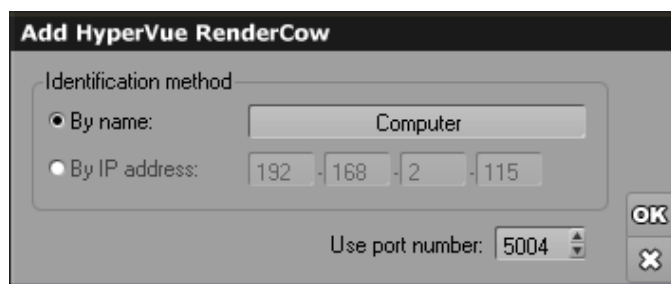 Add HyperVue RenderCow
Identification method
By name: Computer
By IP address: 192 - 168 - 2 - 115
Use port number: 5004
OK